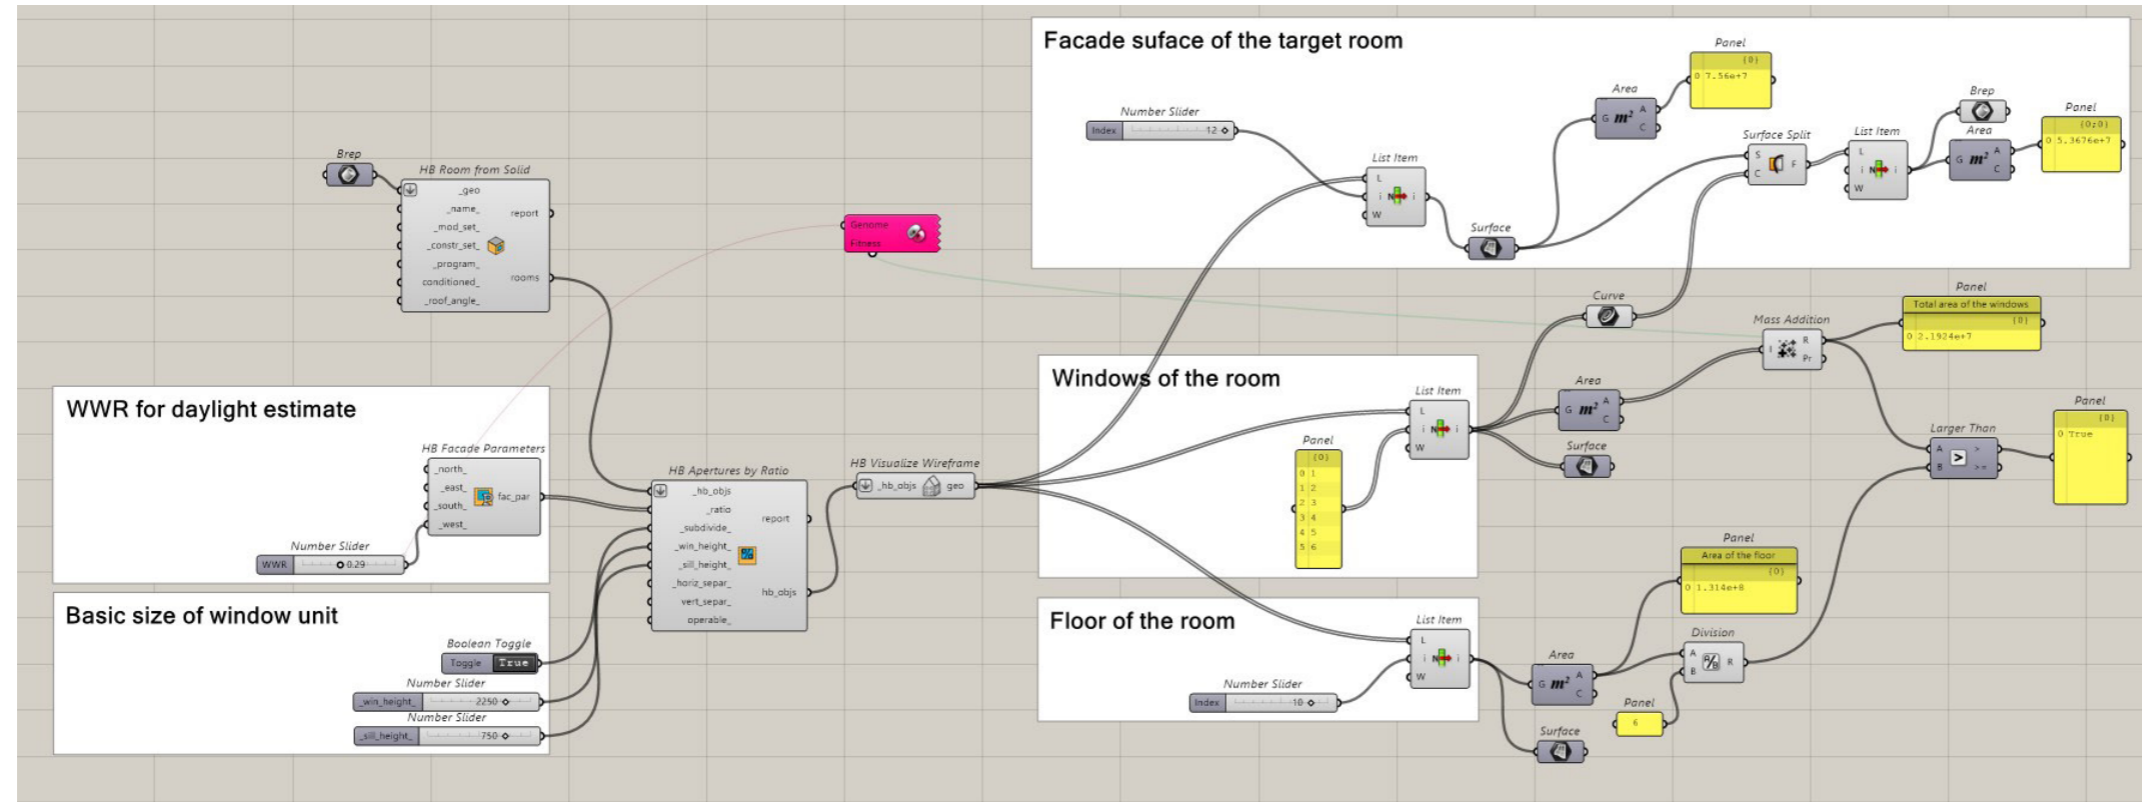 Facade suface of the target room
Panel
{0}
0 7.56e+7
Area
G m² A
C
Number Slider
Index 12
List Item
L
i N i
W
Surface
Surface Split
S F
C
List Item
L
i N i
W
Brep
Area
G m² A
C
Panel
{0;0}
0 5.3676e+7
Brep
HB Room from Solid
_geo
_name_
_mod_set_
_constr_set_
_program_
conditioned_
_roof_angle_
report
rooms
Genome
Fitness
Curve
Mass Addition
I R
Pr
Panel
Total area of the windows
{0}
0 2.1924e+7
WWR for daylight estimate
HB Facade Parameters
_north_
_east_
_south_
_west_
fac_par
Number Slider
WWR 0.29
Basic size of window unit
Boolean Toggle
Toggle True
Number Slider
_win_height_ 2250
Number Slider
_sill_height_ 750
HB Apertures by Ratio
_hb_objs
_ratio
_subdivide_
_win_height_
_sill_height_
_horiz_separ_
vert_separ_
operable_
report
hb_objs
HB Visualize Wireframe
_hb_objs geo
Windows of the room
Panel
{0}
0 1
1 2
2 3
3 4
4 5
5 6
List Item
L
i N i
W
Area
G m² A
C
Surface
Larger Than
A >
B >=
Panel
{0}
0 True
Floor of the room
Number Slider
Index 10
List Item
L
i N i
W
Area
G m² A
C
Surface
Panel
Area of the floor
{0}
0 1.314e+8
Division
A R
B
Panel
6